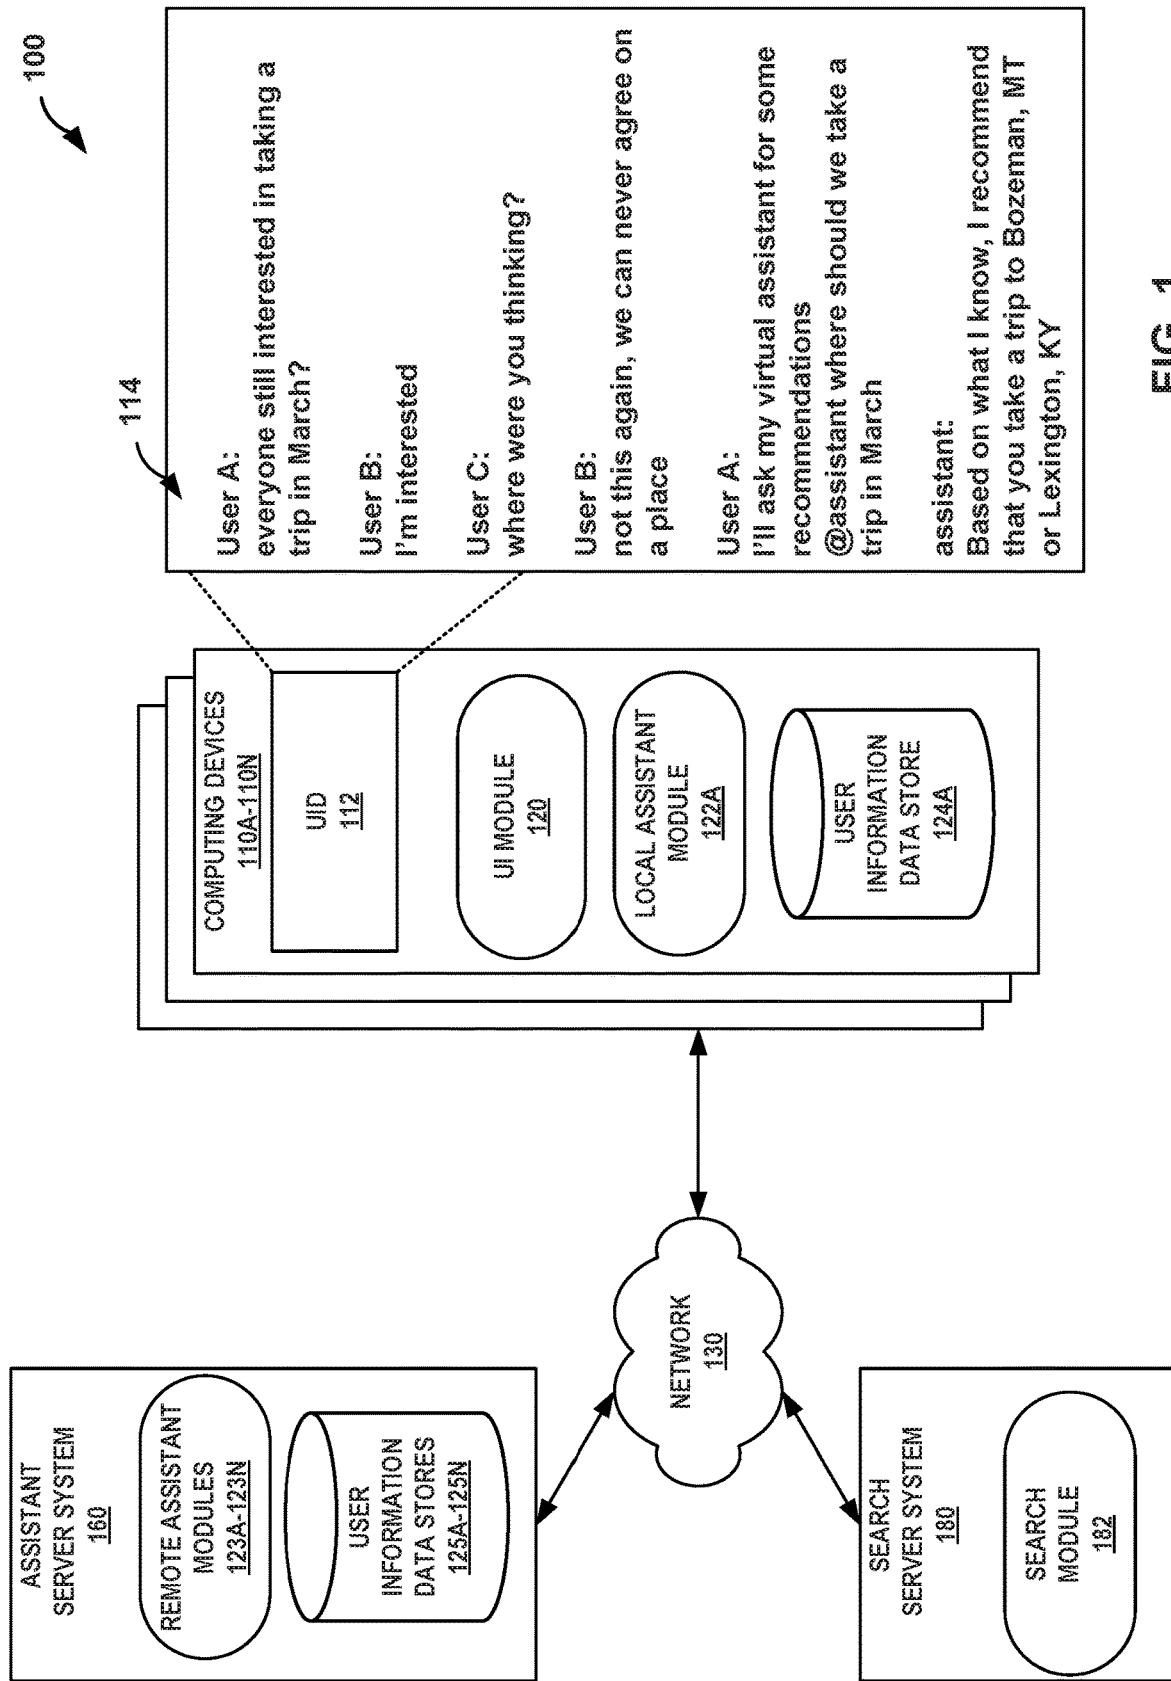 100
114
ASSISTANT
SERVER SYSTEM
160
REMOTE ASSISTANT
MODULES
123A-123N
USER
INFORMATION
DATA STORES
125A-125N
SEARCH
SERVER SYSTEM
180
SEARCH
MODULE
182
NETWORK
130
COMPUTING DEVICES
110A-110N
UID
112
UI MODULE
120
LOCAL ASSISTANT
MODULE
122A
USER
INFORMATION
DATA STORE
124A
User A:
everyone still interested in taking a
trip in March?
User B:
I'm interested
User C:
where were you thinking?
User B:
not this again, we can never agree on
a place
User A:
I'll ask my virtual assistant for some
recommendations
@assistant where should we take a
trip in March
assistant:
Based on what I know, I recommend
that you take a trip to Bozeman, MT
or Lexington, KY
FIG. 1